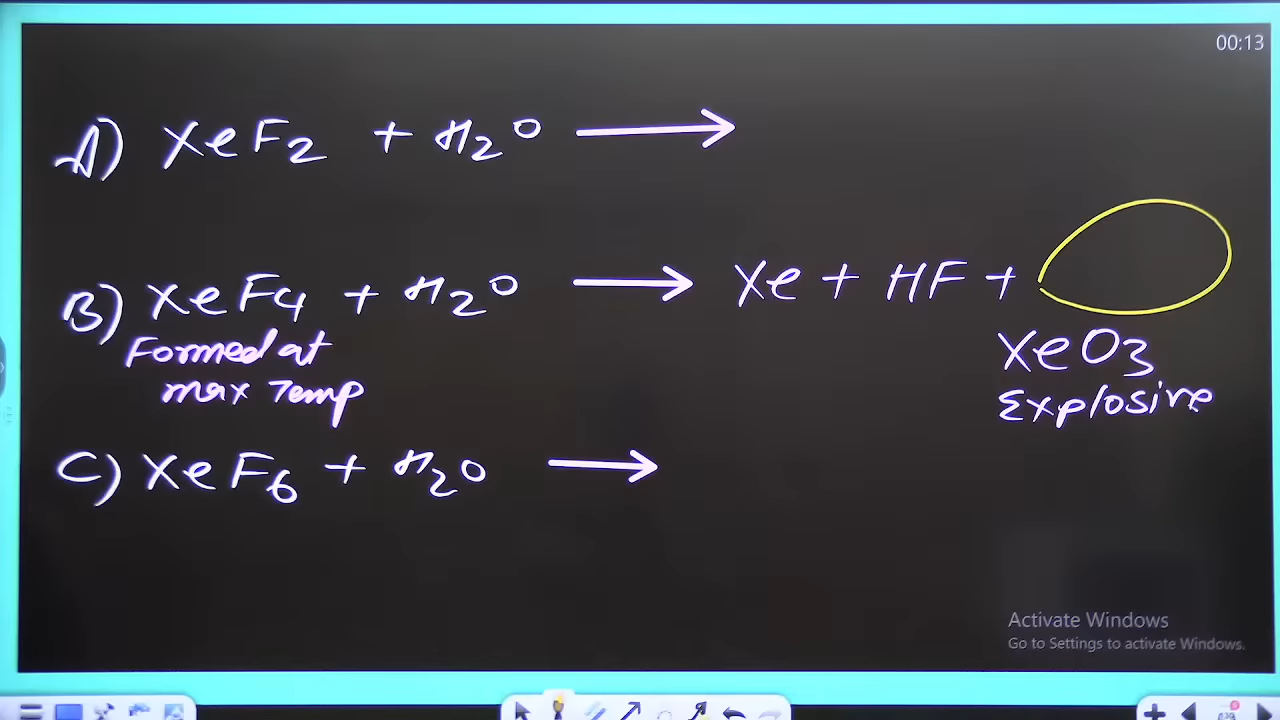 00:13
A) XeF2 + H2O →
B) XeF4 + H2O → Xe + HF +
Formed at
max Temp
XeO3
Explosive
C) XeF6 + H2O →
Activate Windows
Go to Settings to activate Windows.